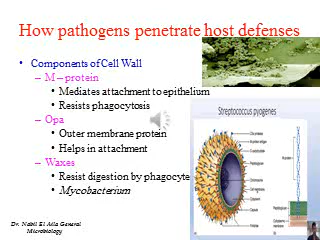 How pathogens penetrate host defenses
• Components of Cell Wall
– M – protein
• Mediates attachment to epithelium
• Resists phagocytosis
– Opa
• Outer membrane protein
• Helps in attachment
– Waxes
• Resist digestion by phagocyte
• Mycobacterium
Streptococcus pyogenes
Dr. Nabil El Aila General
Microbiology